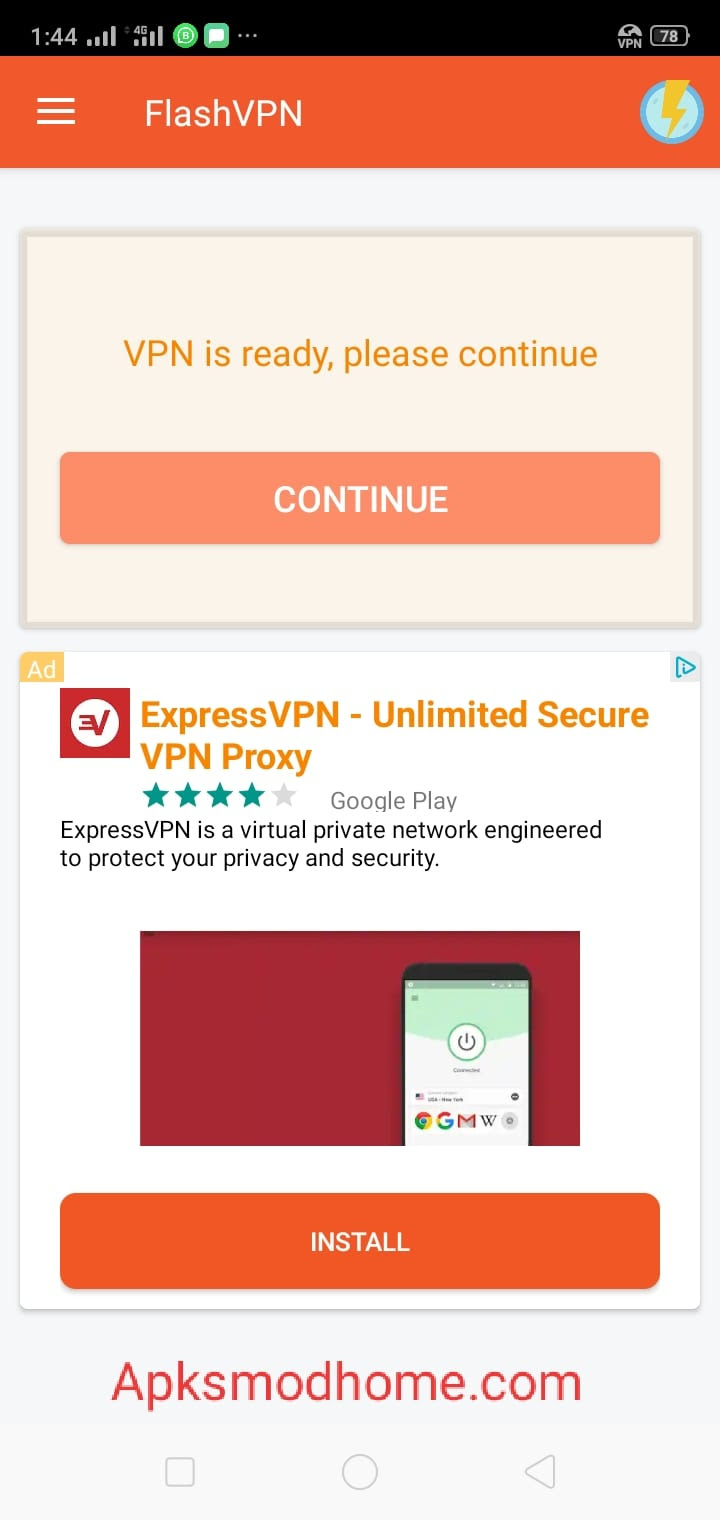 1:44 4G VPN 78
FlashVPN
VPN is ready, please continue
CONTINUE
Ad
ExpressVPN - Unlimited Secure
VPN Proxy
Google Play
ExpressVPN is a virtual private network engineered
to protect your privacy and security.
Connected
USA - New York
INSTALL
Apksmodhome.com